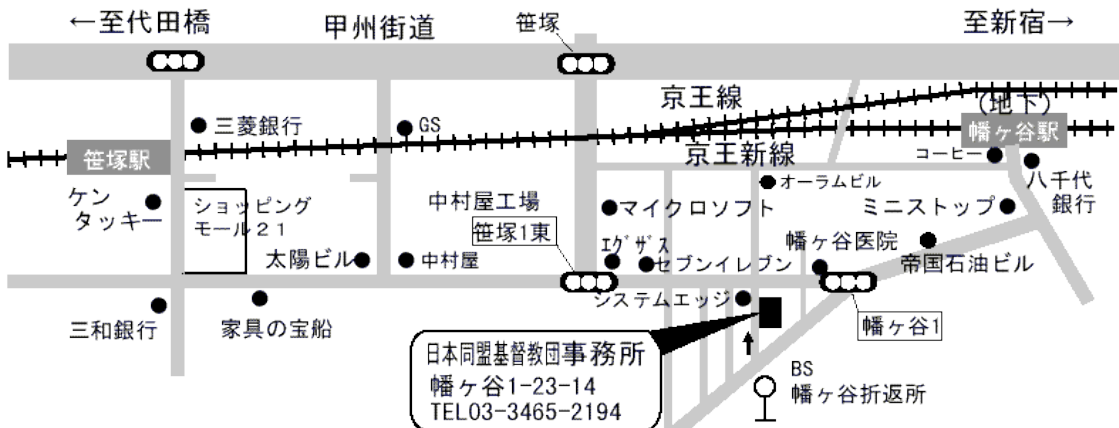 ←至代田橋
甲州街道
笹塚
至新宿→
京王線
(地下)
三菱銀行
GS
幡ヶ谷駅
笹塚駅
京王新線
コーヒー
八千代
銀行
ケン
タッキー
ショッピング
モール21
中村屋工場
オーラムビル
マイクロソフト
ミニストップ
笹塚1東
エグザス
幡ヶ谷医院
太陽ビル
中村屋
セブンイレブン
帝国石油ビル
システムエッジ
三和銀行
家具の宝船
幡ヶ谷1
日本同盟基督教団事務所
幡ヶ谷1-23-14
TEL03-3465-2194
BS
幡ヶ谷折返所